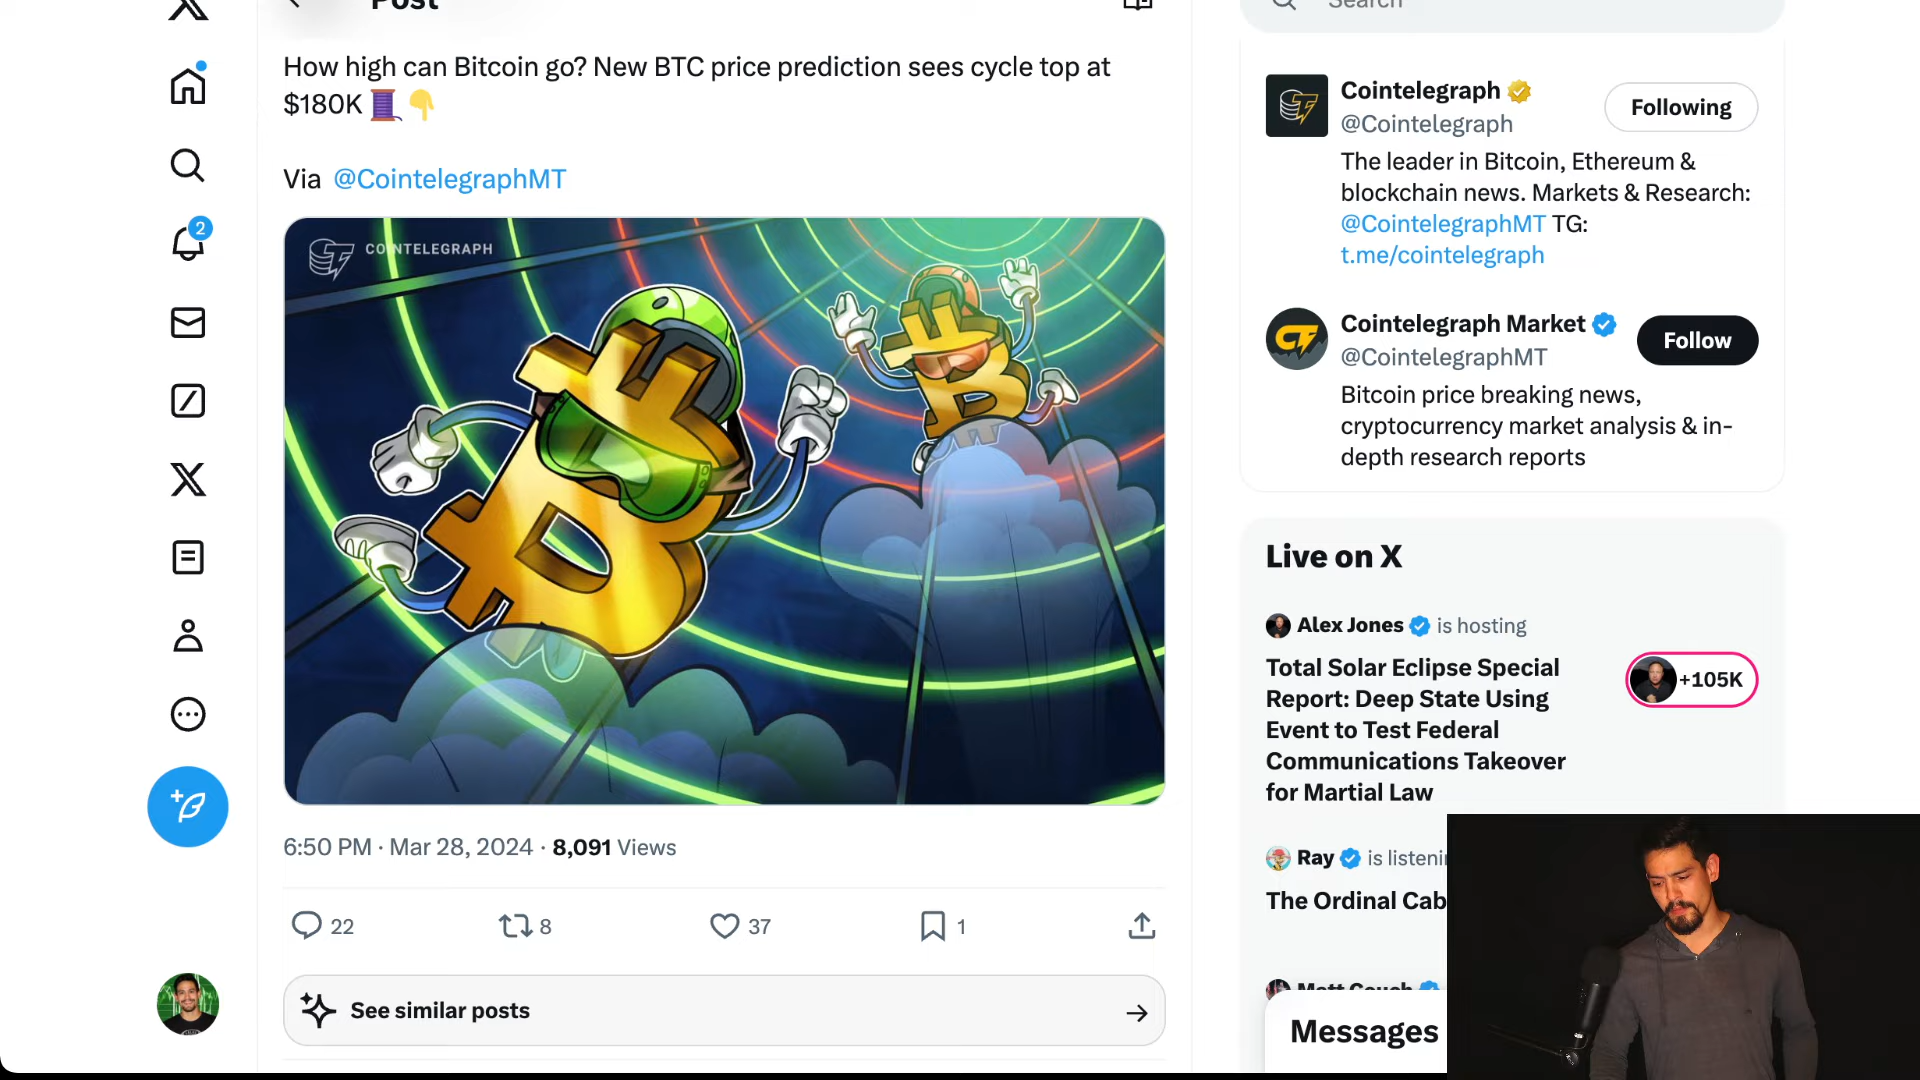 Post
Search
How high can Bitcoin go? New BTC price prediction sees cycle top at
$180K
Via @CointelegraphMT
COINTELEGRAPH
6:50 PM · Mar 28, 2024 · 8,091 Views
22
8
37
1
See similar posts
2
Cointelegraph
@Cointelegraph
Following
The leader in Bitcoin, Ethereum &
blockchain news. Markets & Research:
@CointelegraphMT TG:
t.me/cointelegraph
Cointelegraph Market
@CointelegraphMT
Follow
Bitcoin price breaking news,
cryptocurrency market analysis & in-
depth research reports
Live on X
Alex Jones is hosting
Total Solar Eclipse Special
Report: Deep State Using
Event to Test Federal
Communications Takeover
for Martial Law
+105K
Ray is listeni
The Ordinal Cab
Messages